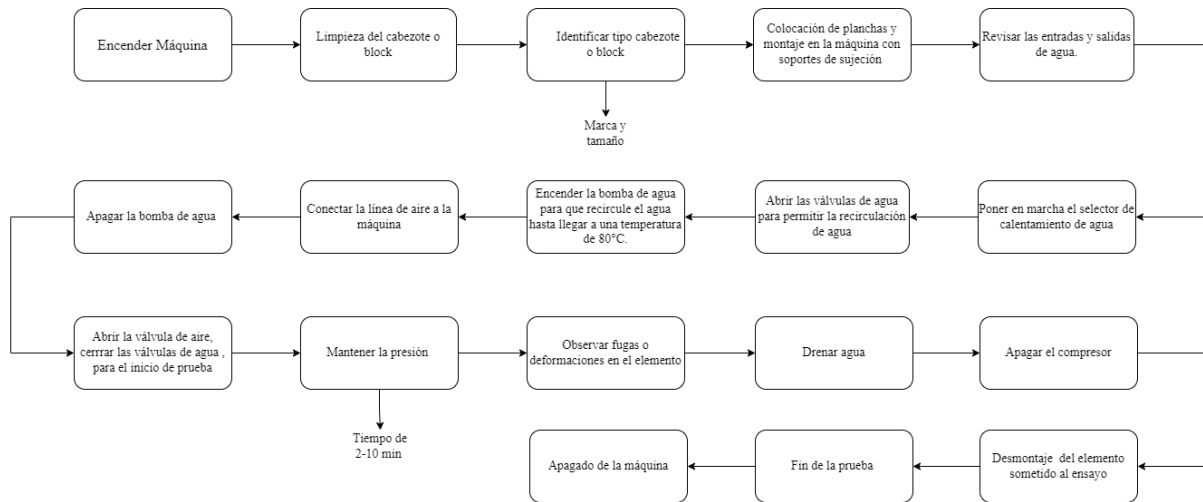 Encender Máquina
Limpieza del cabezote o
block
Identificar tipo cabezote
o block
Colocación de planchas y
montaje en la máquina con
soportes de sujeción
Revisar las entradas y salidas
de agua.
Marca y
tamaño
Poner en marcha el selector de
calentamiento de agua
Abrir las válvulas de agua
para permitir la recirculación
de agua
Encender la bomba de agua
para que recircule el agua
hasta llegar a una temperatura
de 80°C.
Conectar la línea de aire a la
máquina
Apagar la bomba de agua
Abrir la válvula de aire,
cerrrar las válvulas de agua ,
para el inicio de prueba
Mantener la presión
Tiempo de
2-10 min
Observar fugas o
deformaciones en el elemento
Drenar agua
Apagar el compresor
Desmontaje del elemento
sometido al ensayo
Fin de la prueba
Apagado de la máquina